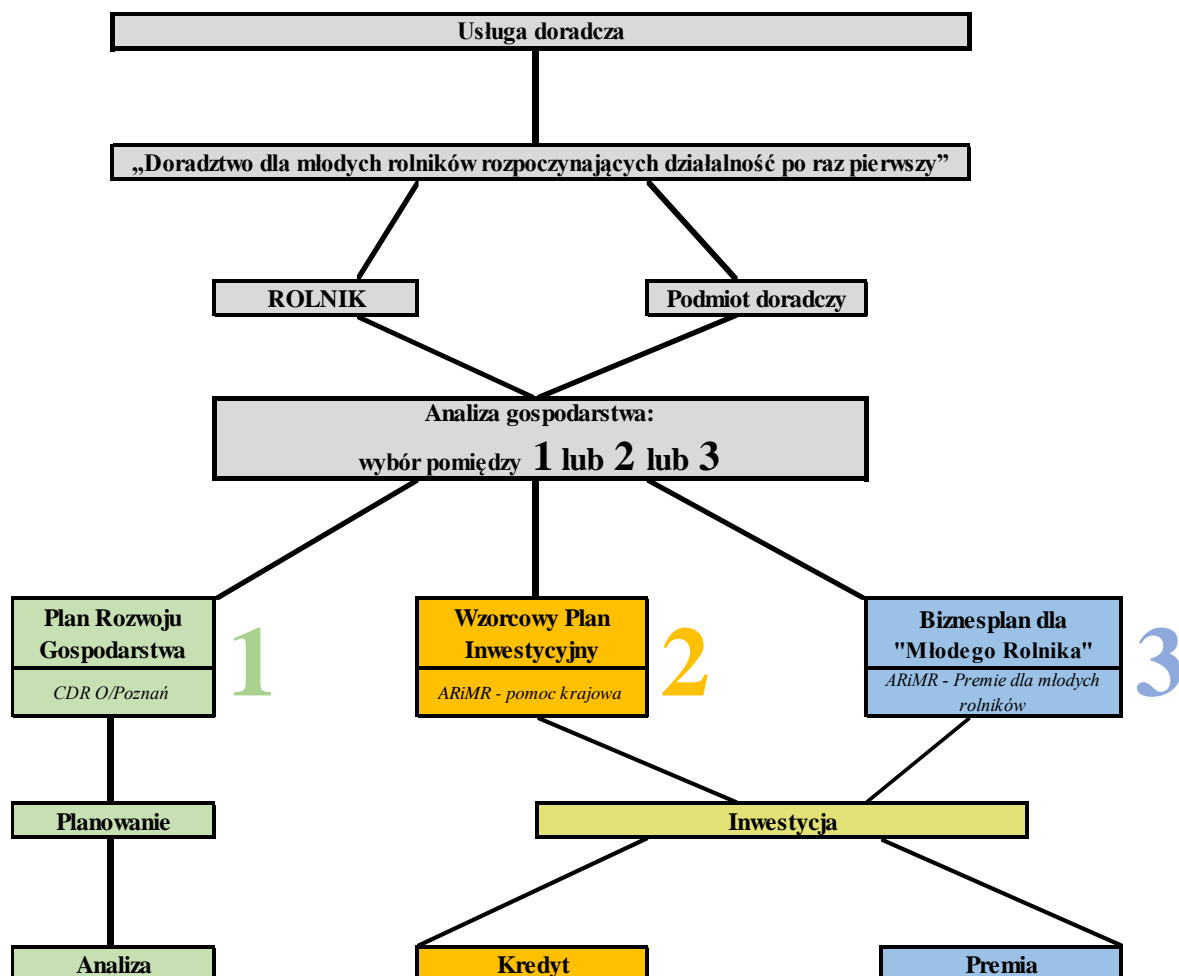 Usługa doradcza
„Doradztwo dla młodych rolników rozpoczynających działalność po raz pierwszy”
ROLNIK
Podmiot doradczy
Analiza gospodarstwa:
wybór pomiędzy 1 lub 2 lub 3
Plan Rozwoju
Gospodarstwa
CDR O/Poznań
1
Wzorcowy Plan
Inwestycyjny
ARiMR - pomoc krajowa
2
Biznesplan dla
"Młodego Rolnika"
ARiMR - Premie dla młodych
rolników
3
Planowanie
Inwestycja
Analiza
Kredyt
Premia